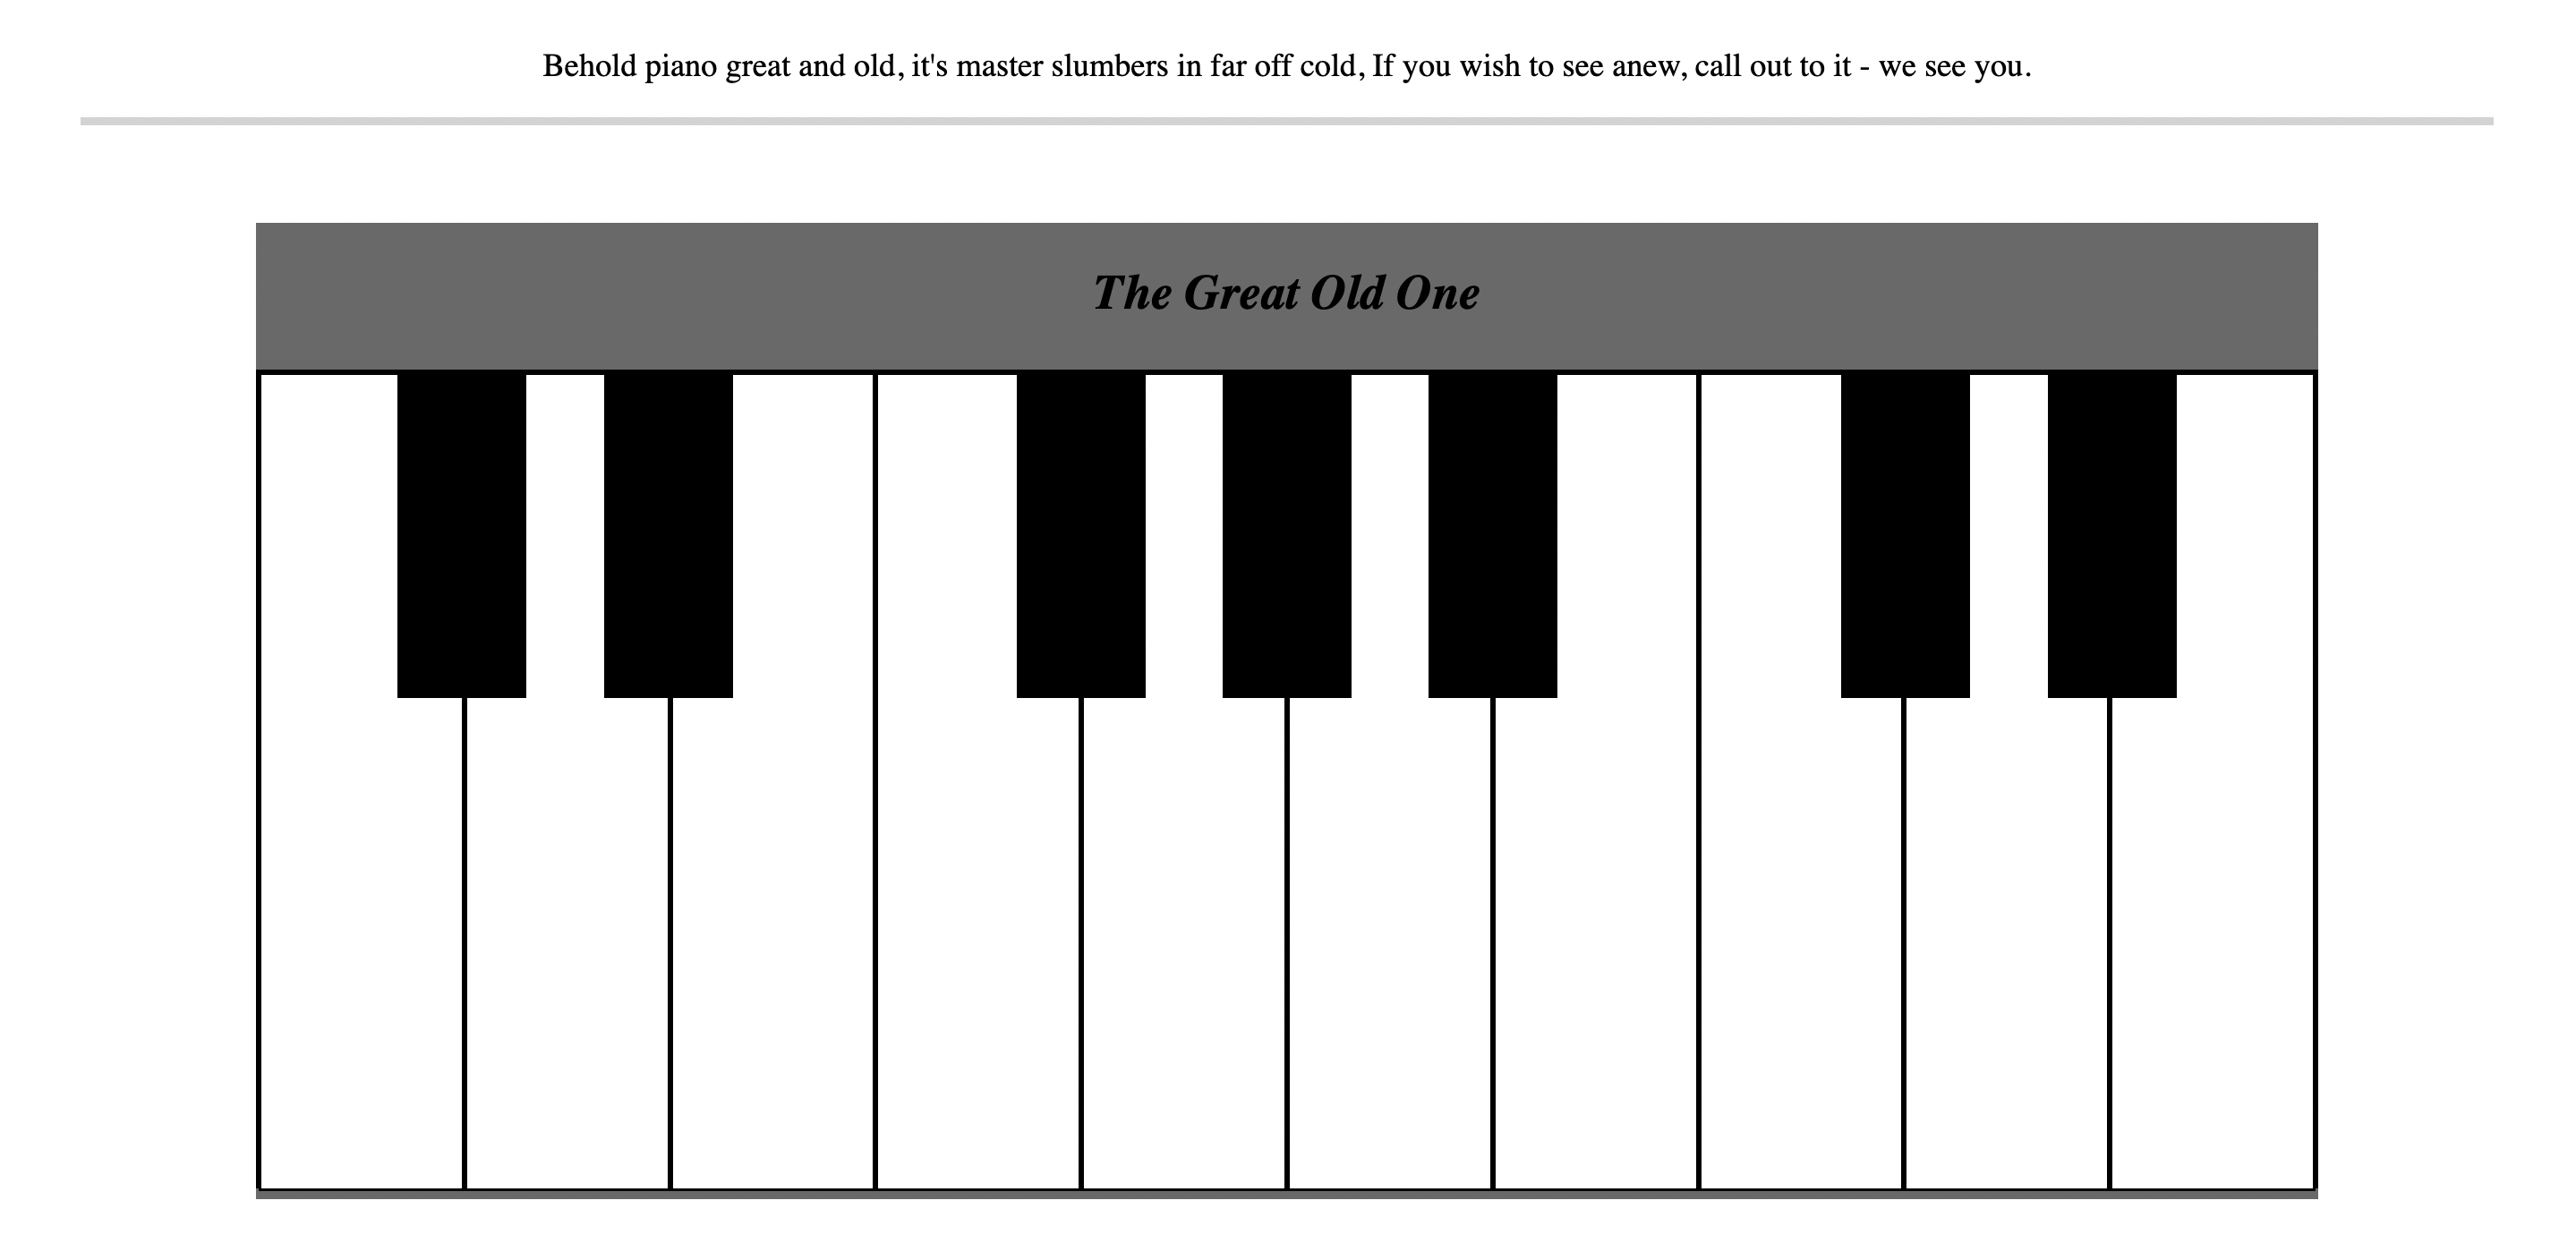 Behold piano great and old, it's master slumbers in far off cold, If you wish to see anew, call out to it - we see you.
The Great Old One